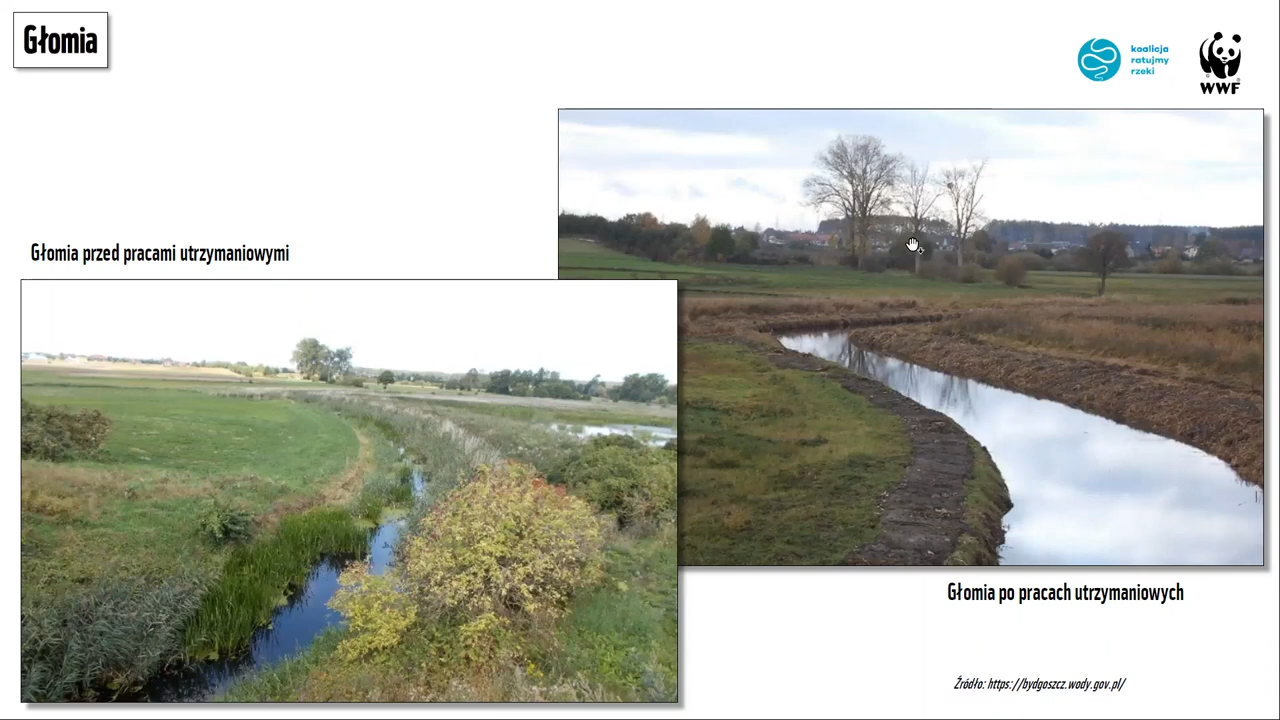 Głomia
koalicja
ratujmy
rzeki
WWF
Głomia przed pracami utrzymaniowymi
Głomia po pracach utrzymaniowych
Źródło: https://bydgoszcz.wody.gov.pl/